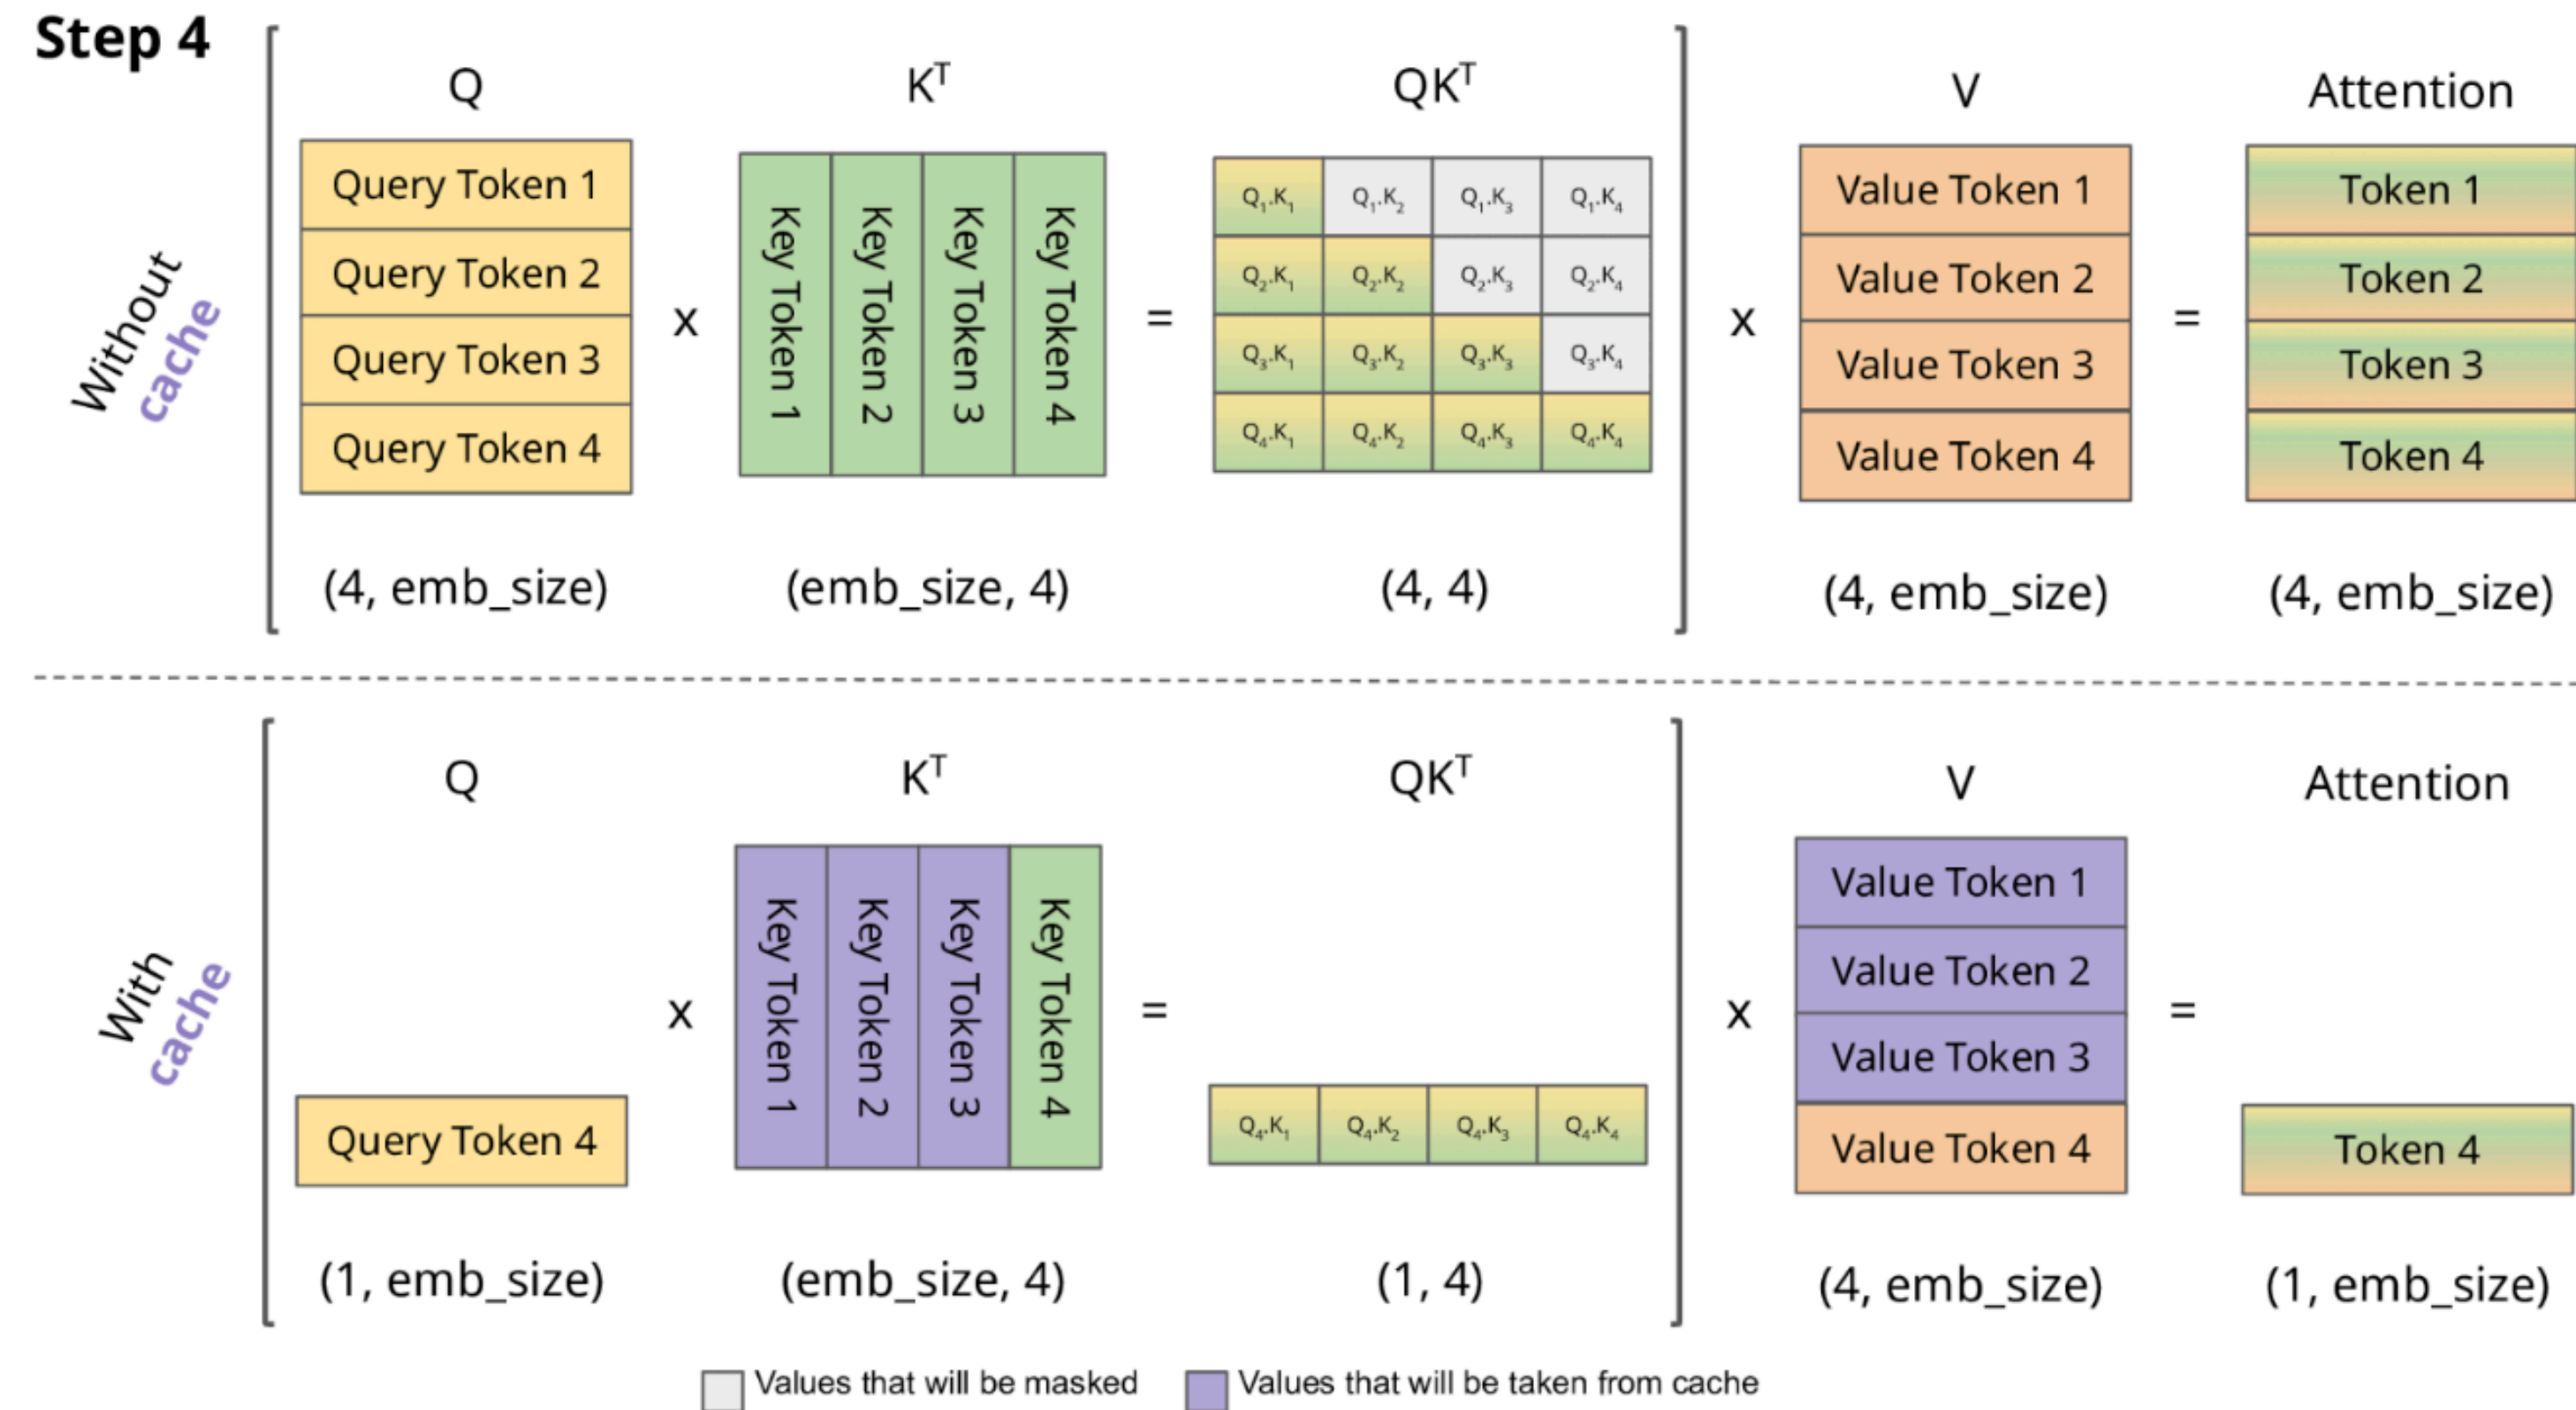 Step 4
Without
cache
Q
K^T
QK^T
V
Attention
Query Token 1
Query Token 2
Query Token 3
Query Token 4
x
Key Token 1
Key Token 2
Key Token 3
Key Token 4
=
Q₁.K₁ Q₁.K₂ Q₁.K₃ Q₁.K₄
Q₂.K₁ Q₂.K₂ Q₂.K₃ Q₂.K₄
Q₃.K₁ Q₃.K₂ Q₃.K₃ Q₃.K₄
Q₄.K₁ Q₄.K₂ Q₄.K₃ Q₄.K₄
x
Value Token 1
Value Token 2
Value Token 3
Value Token 4
=
Token 1
Token 2
Token 3
Token 4
(4, emb_size)
(emb_size, 4)
(4, 4)
(4, emb_size)
(4, emb_size)
With
cache
Q
K^T
QK^T
V
Attention
Query Token 4
x
Key Token 1
Key Token 2
Key Token 3
Key Token 4
=
Q₄.K₁ Q₄.K₂ Q₄.K₃ Q₄.K₄
x
Value Token 1
Value Token 2
Value Token 3
Value Token 4
=
Token 4
(1, emb_size)
(emb_size, 4)
(1, 4)
(4, emb_size)
(1, emb_size)
Values that will be masked
Values that will be taken from cache